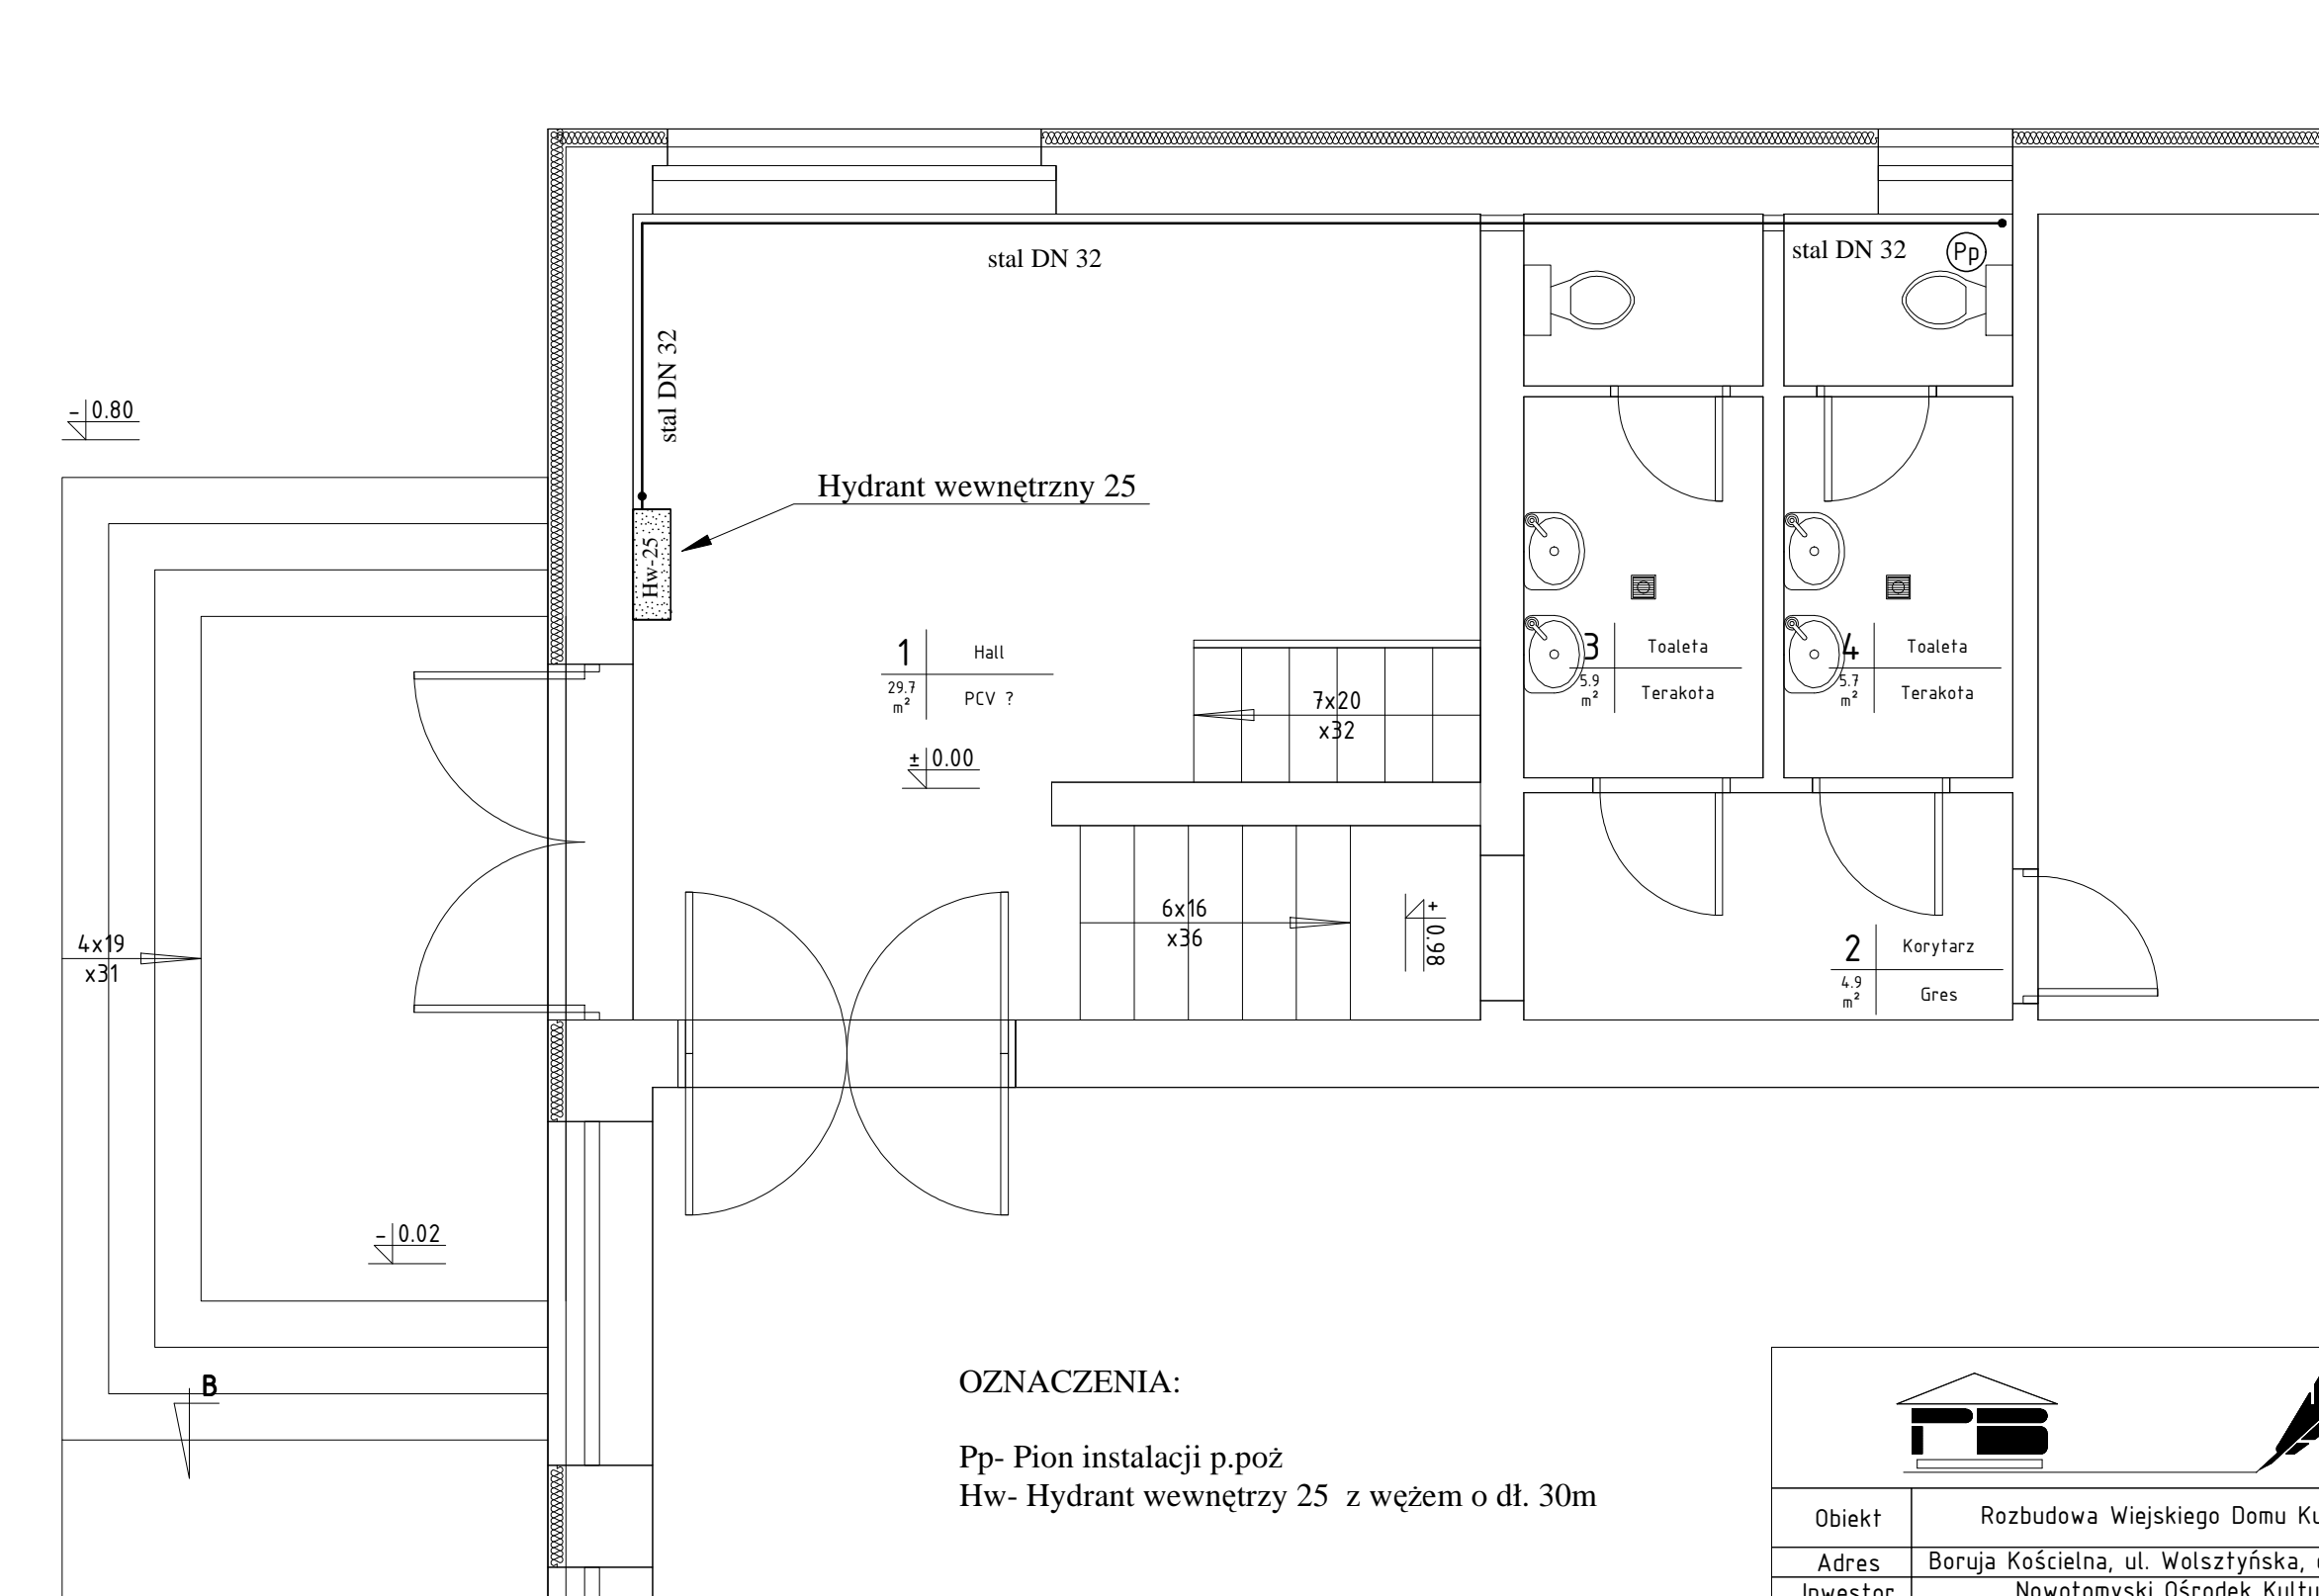 stal DN 32
stal DN 32
Pp
stal DN 32
- 0.80
Hydrant wewnętrzny 25
Hw-25
1 Hall
29.7 m² PCV ?
± 0.00
3 Toaleta
5.9 m² Terakota
4 Toaleta
5.7 m² Terakota
7x20
x32
6x16
x36
+ 0.98
4x19
x31
2 Korytarz
4.9 m² Gres
- 0.02
B
OZNACZENIA:
Pp- Pion instalacji p.poż
Hw- Hydrant wewnętrzy 25 z wężem o dł. 30m
PB
Obiekt Rozbudowa Wiejskiego Domu
Adres Boruja Kościelna, ul. Wolsztyńska,
Inwestor Nowotomyski Ośrodek